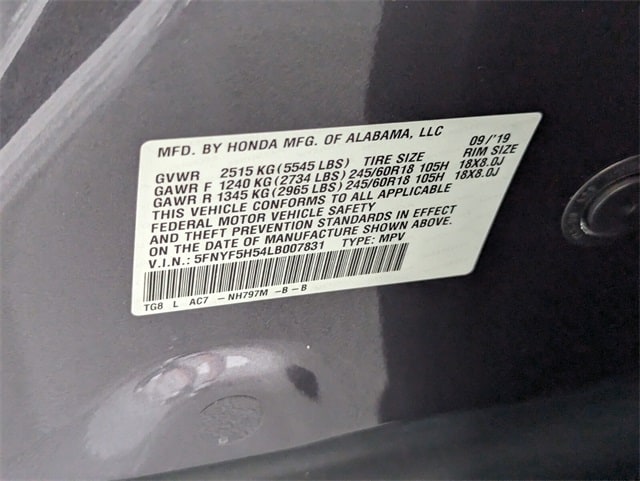 MFD. BY HONDA MFG. OF ALABAMA, LLC 09/'19
GVWR 2515 KG (5545 LBS) TIRE SIZE RIM SIZE
GAWR F 1240 KG (2734 LBS) 245/60R18 105H 18X8.0J
GAWR R 1345 KG (2965 LBS) 245/60R18 105H 18X8.0J
THIS VEHICLE CONFORMS TO ALL APPLICABLE
FEDERAL MOTOR VEHICLE SAFETY
AND THEFT PREVENTION STANDARDS IN EFFECT
ON THE DATE OF MANUFACTURE SHOWN ABOVE.
V.I.N.: 5FNYF5H54LB007831 TYPE: MPV
TG8 L AC7 - NH797M -B - B